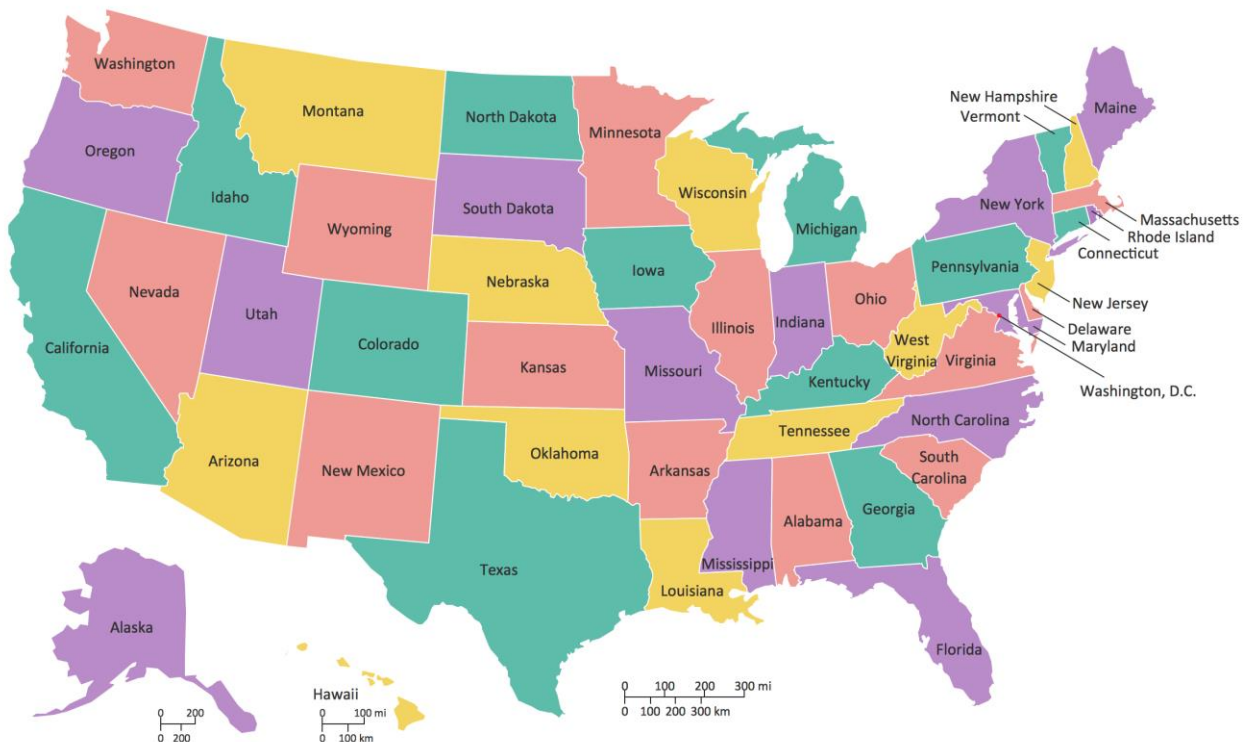 Washington
Montana
North Dakota
Minnesota
Oregon
Idaho
Wyoming
South Dakota
Wisconsin
Michigan
New Hampshire
Vermont
Maine
New York
Massachusetts
Rhode Island
Connecticut
Nevada
Utah
Colorado
Nebraska
Iowa
Illinois
Indiana
Ohio
Pennsylvania
New Jersey
Delaware
Maryland
Washington, D.C.
California
Kansas
Missouri
Kentucky
West
Virginia
Virginia
Arizona
New Mexico
Oklahoma
Arkansas
Tennessee
North Carolina
South
Carolina
Texas
Louisiana
Mississippi
Alabama
Georgia
Florida
Alaska
0 200
0 200
Hawaii
0 100 mi
0 100 km
0 100 200 300 mi
0 100 200 300 km